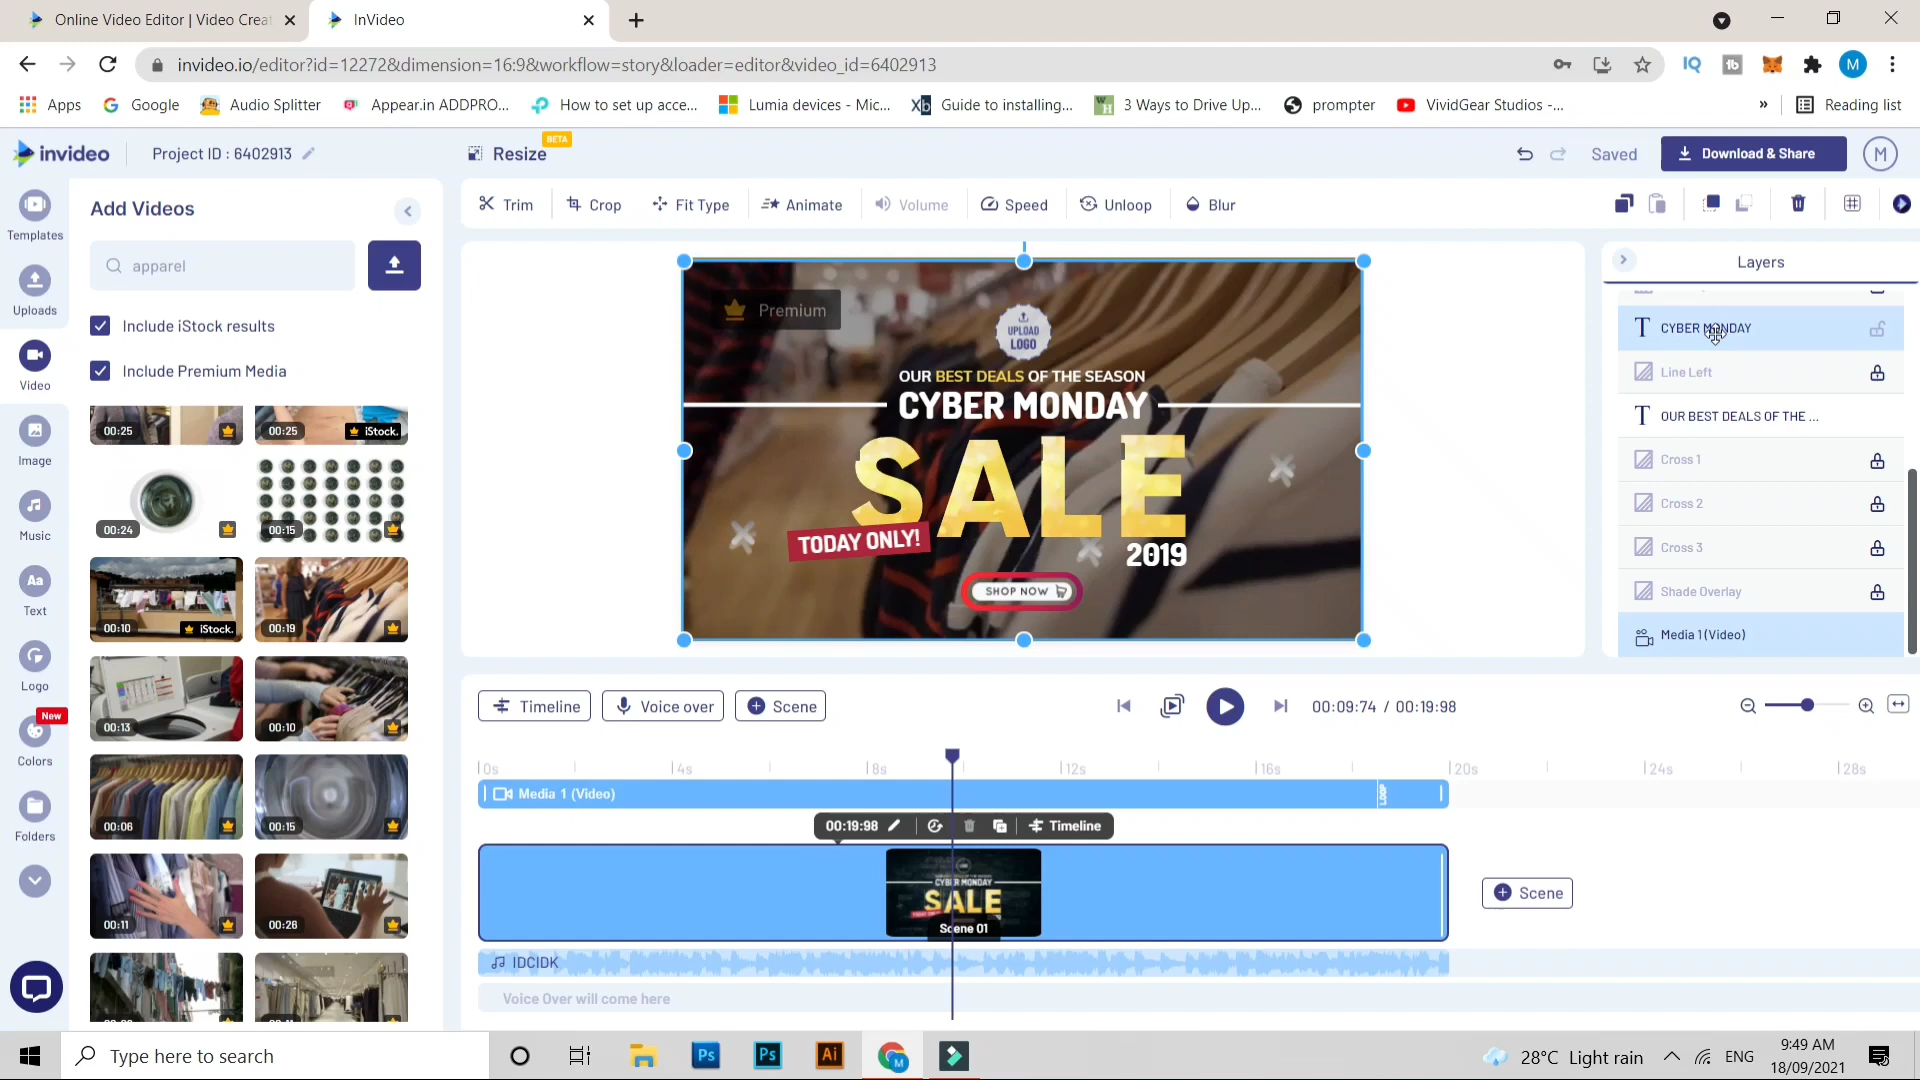 Online Video Editor | Video Creat
InVideo
invideo.io/editor?id=12272&dimension=16:9&workflow=story&loader=editor&video_id=6402913
IQ
tb
M
Apps
Google
Audio Splitter
Appear.in ADDPRO...
How to set up acce...
Lumia devices - Mic...
Guide to installing...
3 Ways to Drive Up...
prompter
VividGear Studios -...
»
Reading list
invideo
Project ID : 6402913
Resize
BETA
Saved
Download & Share
M
Templates
Uploads
Video
Image
Music
Aa
Text
Logo
New
Colors
Folders
Add Videos
apparel
Include iStock results
Include Premium Media
00:25
00:25
iStock.
00:24
00:15
00:10
iStock.
00:19
00:13
00:10
00:06
00:15
00:11
00:26
Trim
Crop
Fit Type
Animate
Volume
Speed
Unloop
Blur
Premium
UPLOAD
LOGO
OUR BEST DEALS OF THE SEASON
CYBER MONDAY
SALE
TODAY ONLY!
2019
SHOP NOW
Layers
CYBER MONDAY
Line Left
OUR BEST DEALS OF THE ...
Cross 1
Cross 2
Cross 3
Shade Overlay
Media 1 (Video)
Timeline
Voice over
Scene
00:09:74 / 00:19:98
0s
4s
8s
12s
16s
20s
24s
28s
Media 1 (Video)
LOOP
00:19:98
Timeline
CYBER MONDAY
SALE
Scene 01
Scene
IDCIDK
Voice Over will come here
Type here to search
Ps
Ps
Ai
M
28°C Light rain
ENG
9:49 AM
18/09/2021